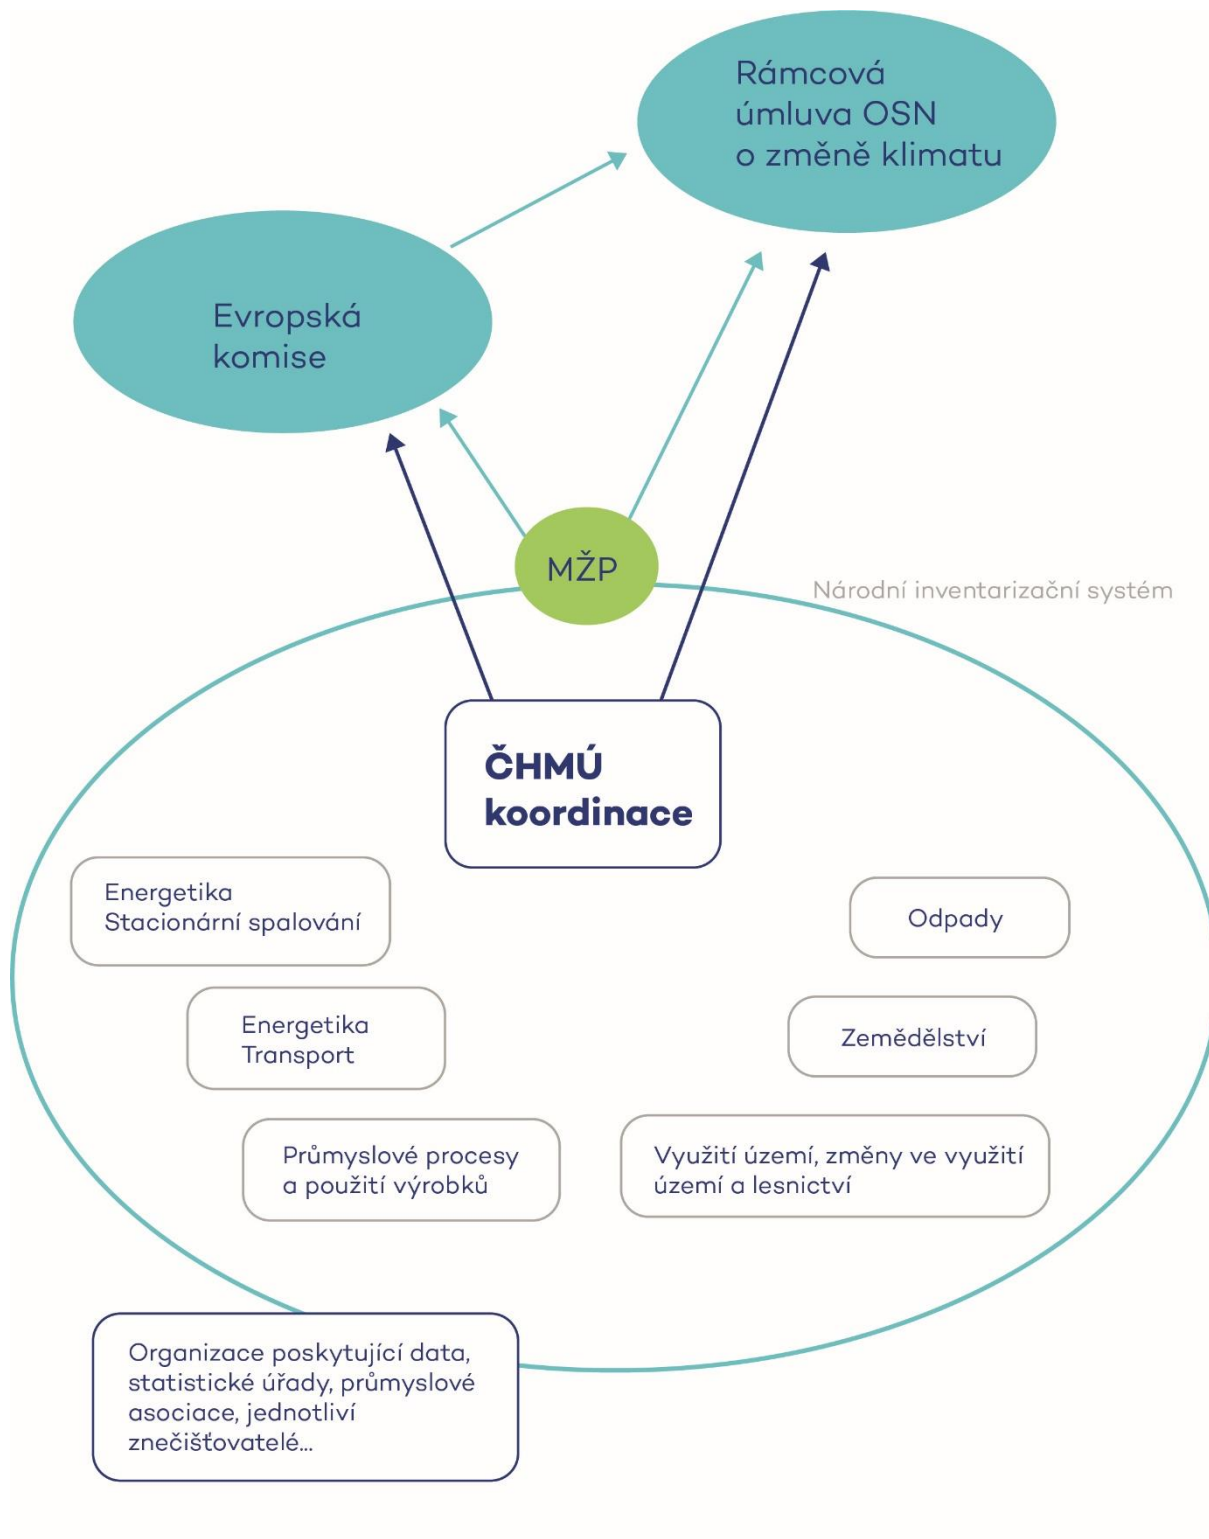 Rámcová
úmluva OSN
o změně klimatu
Evropská
komise
MŽP
Národní inventarizační systém
ČHMÚ
koordinace
Energetika
Stacionární spalování
Odpady
Energetika
Transport
Zemědělství
Průmyslové procesy
a použití výrobků
Využití území, změny ve využití
území a lesnictví
Organizace poskytující data,
statistické úřady, průmyslové
asociace, jednotliví
znečišťovatelé...